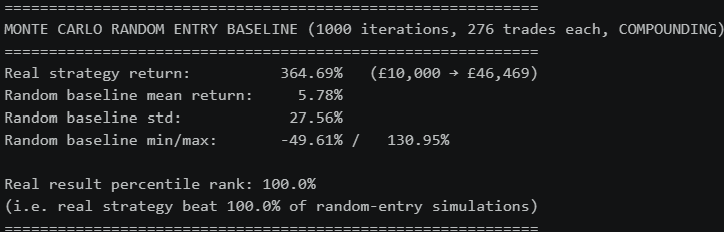 ============================================================
MONTE CARLO RANDOM ENTRY BASELINE (1000 iterations, 276 trades each, COMPOUNDING)
============================================================
Real strategy return:          364.69%   (£10,000 → £46,469)
Random baseline mean return:     5.78%
Random baseline std:            27.56%
Random baseline min/max:       -49.61% /   130.95%

Real result percentile rank: 100.0%
(i.e. real strategy beat 100.0% of random-entry simulations)
============================================================